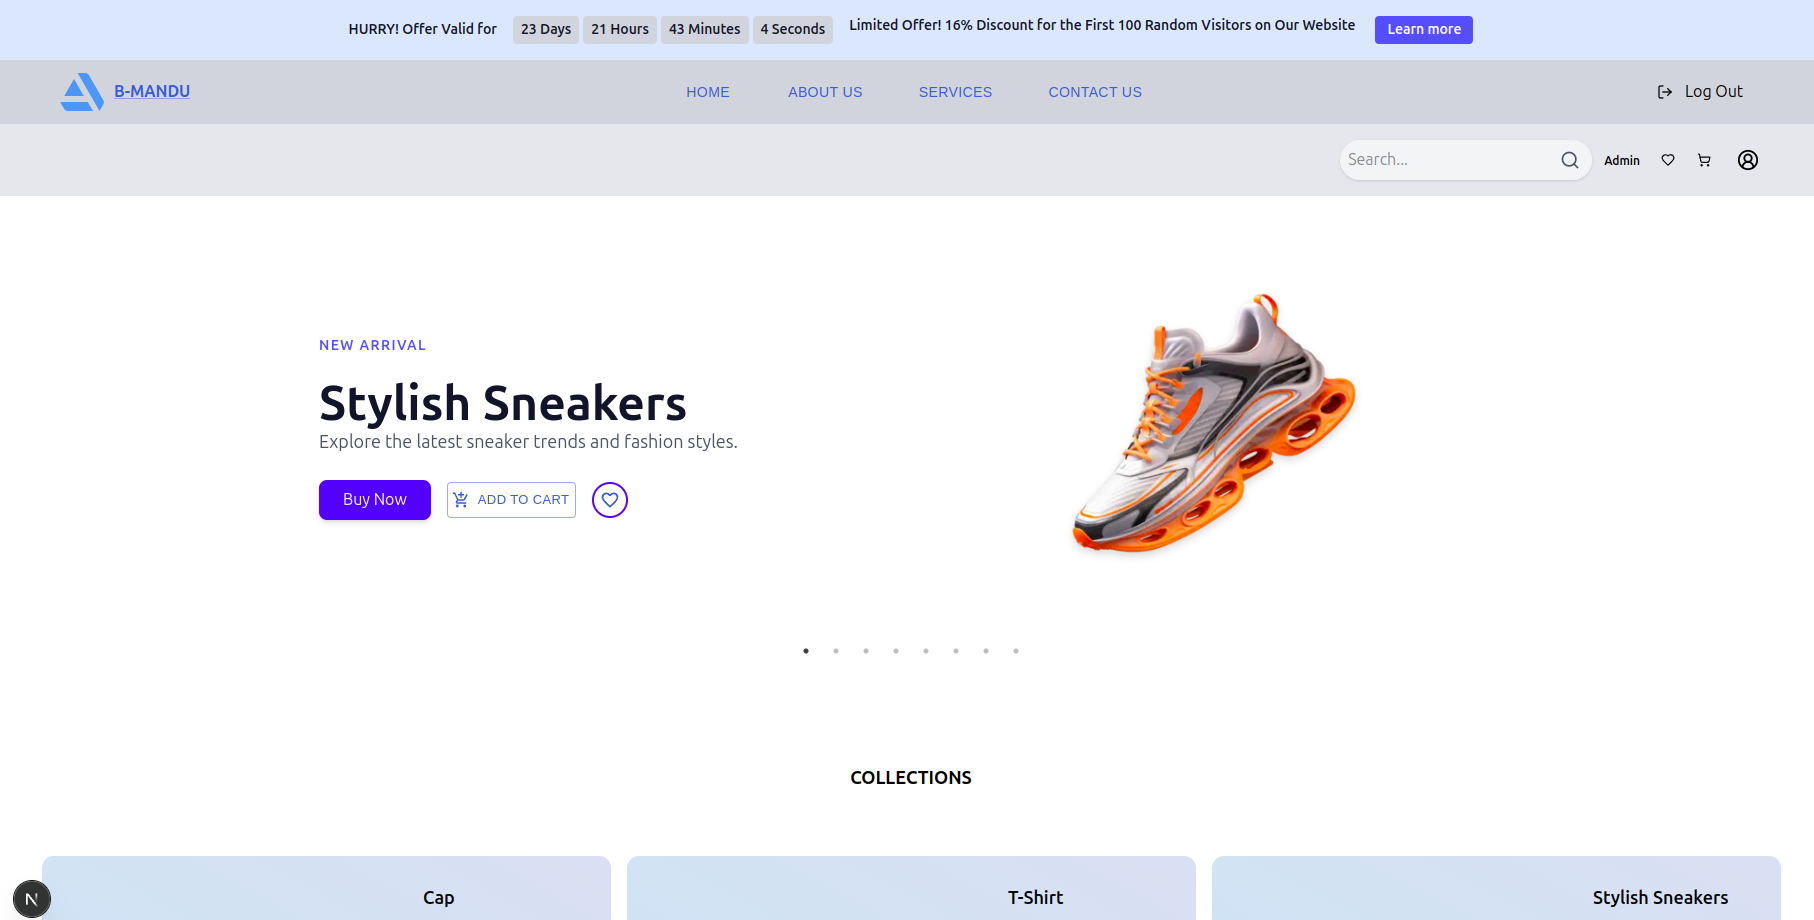 HURRY! Offer Valid for 23 Days 21 Hours 43 Minutes 4 Seconds Limited Offer! 16% Discount for the First 100 Random Visitors on Our Website Learn more
B-MANDU HOME ABOUT US SERVICES CONTACT US Log Out
Search... Admin
NEW ARRIVAL
Stylish Sneakers
Explore the latest sneaker trends and fashion styles.
Buy Now ADD TO CART
COLLECTIONS
Cap T-Shirt Stylish Sneakers
N